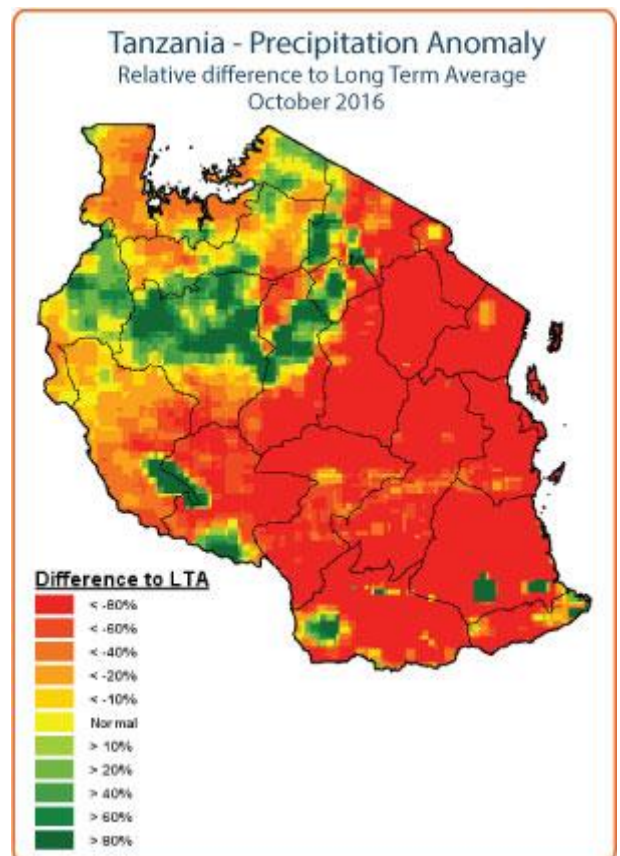 Tanzania - Precipitation Anomaly
Relative difference to Long Term Average
October 2016
Difference to LTA
< -80%
< -60%
< -40%
< -20%
< -10%
Normal
> 10%
> 20%
> 40%
> 60%
> 80%